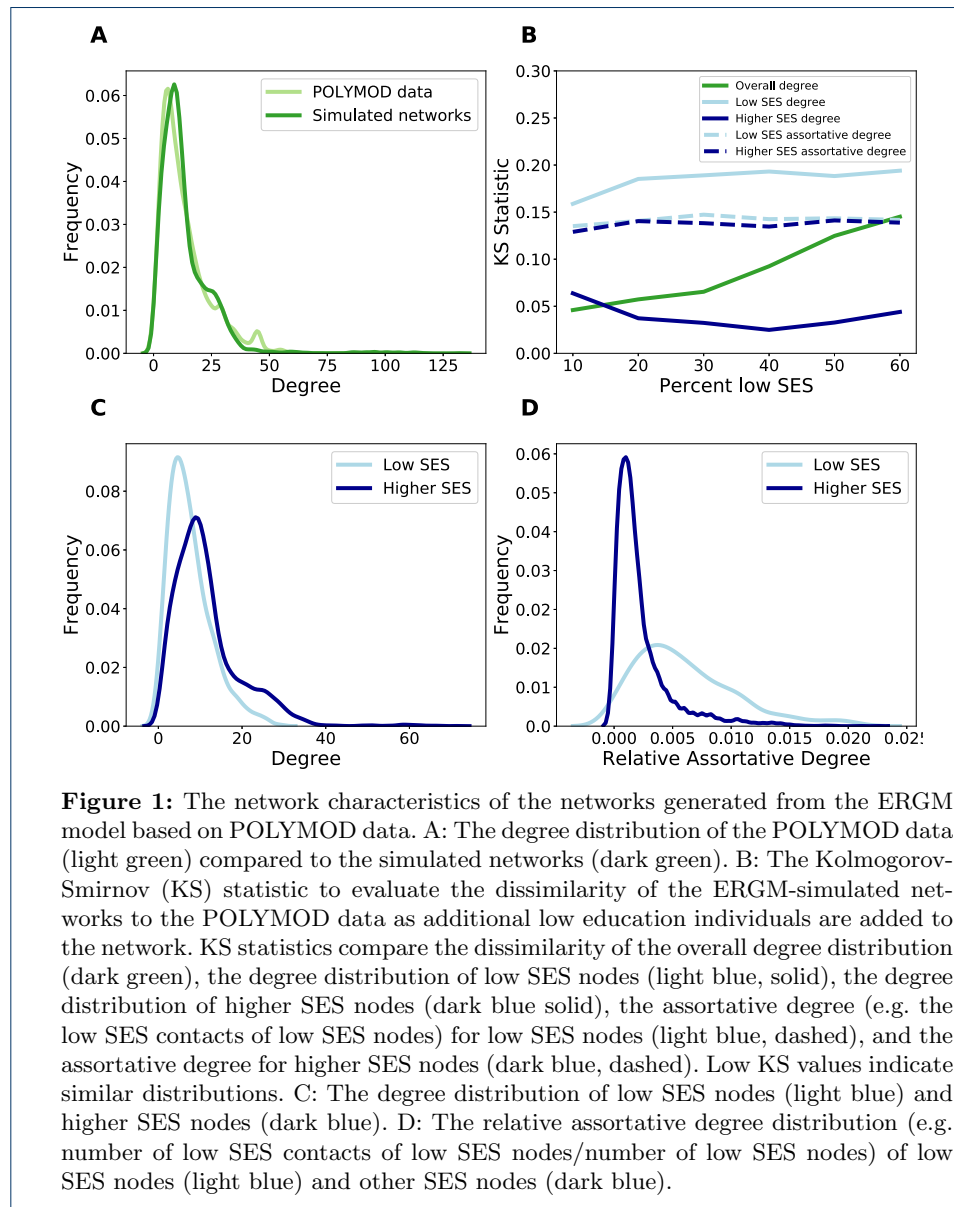 A
0.06
0.05
0.04
0.03
0.02
0.01
0.00
Frequency
0
25
50
75
100
125
Degree
POLYMOD data
Simulated networks
B
0.30
0.25
0.20
0.15
0.10
0.05
0.00
KS Statistic
10
20
30
40
50
60
Percent low SES
Overall degree
Low SES degree
Higher SES degree
Low SES assortative degree
Higher SES assortative degree
C
0.08
0.06
0.04
0.02
0.00
Frequency
0
20
40
60
Degree
Low SES
Higher SES
D
0.06
0.05
0.04
0.03
0.02
0.01
0.0
Frequency
0.000
0.005
0.010
0.015
0.020
0.025
Relative Assortative Degree
Low SES
Higher SES
Figure 1: The network characteristics of the networks generated from the ERGM
model based on POLYMOD data. A: The degree distribution of the POLYMOD data
(light green) compared to the simulated networks (dark green). B: The Kolmogorov-
Smirnov (KS) statistic to evaluate the dissimilarity of the ERGM-simulated net-
works to the POLYMOD data as additional low education individuals are added to
the network. KS statistics compare the dissimilarity of the overall degree distribution
(dark green), the degree distribution of low SES nodes (light blue, solid), the degree
distribution of higher SES nodes (dark blue solid), the assortative degree (e.g. the
low SES contacts of low SES nodes) for low SES nodes (light blue, dashed), and the
assortative degree for higher SES nodes (dark blue, dashed). Low KS values indicate
similar distributions. C: The degree distribution of low SES nodes (light blue) and
higher SES nodes (dark blue). D: The relative assortative degree distribution (e.g.
number of low SES contacts of low SES nodes/number of low SES nodes) of low
SES nodes (light blue) and other SES nodes (dark blue).